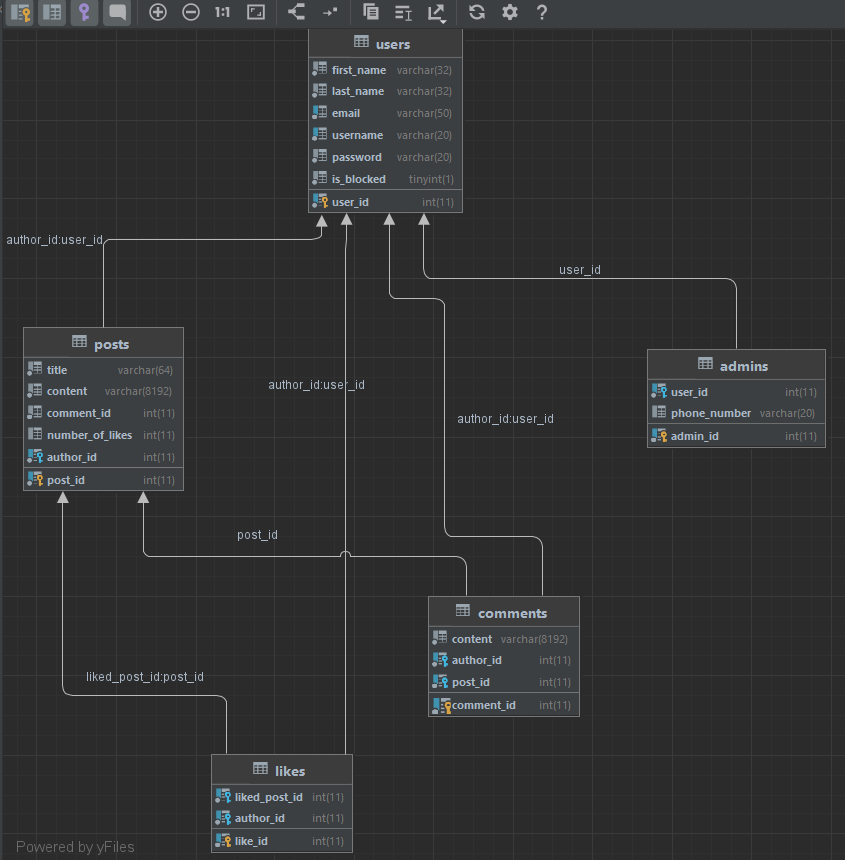 1:1
users
first_name varchar(32)
last_name varchar(32)
email varchar(50)
username varchar(20)
password varchar(20)
is_blocked tinyint(1)
user_id int(11)
author_id:user_id
user_id
posts
title varchar(64)
content varchar(8192)
comment_id int(11)
number_of_likes int(11)
author_id int(11)
post_id int(11)
admins
user_id int(11)
phone_number varchar(20)
admin_id int(11)
author_id:user_id
author_id:user_id
post_id
comments
content varchar(8192)
author_id int(11)
post_id int(11)
comment_id int(11)
liked_post_id:post_id
likes
liked_post_id int(11)
author_id int(11)
like_id int(11)
Powered by yFiles